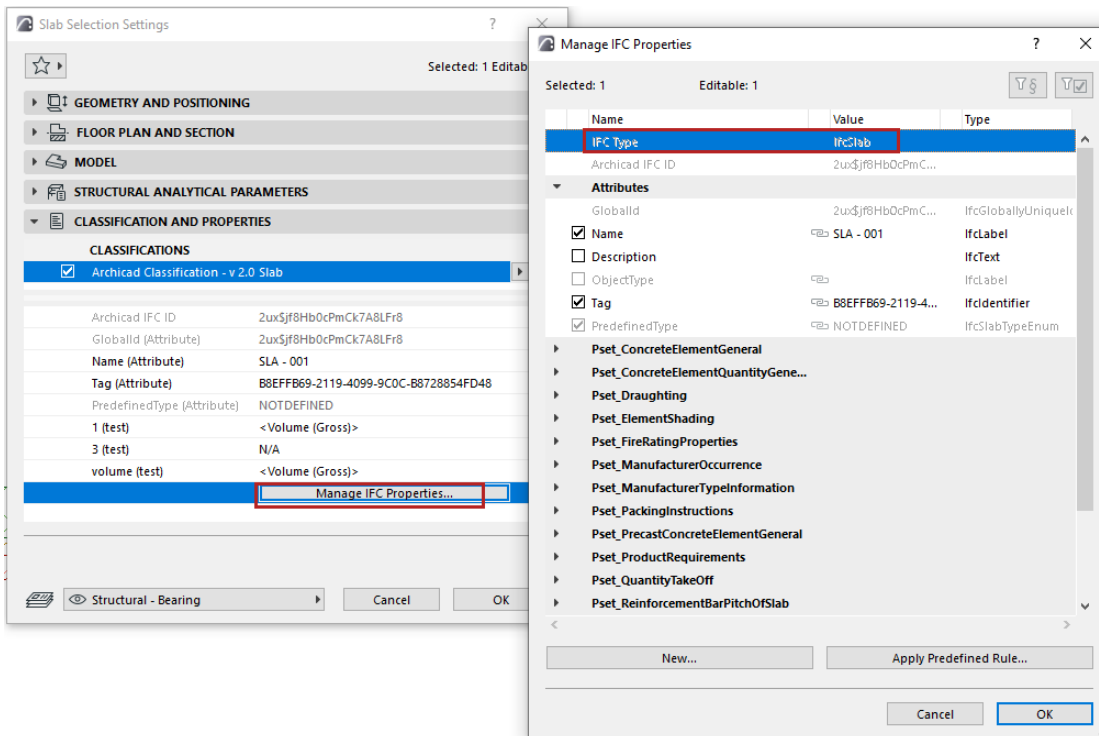 Slab Selection Settings
?
Selected: 1 Editab
GEOMETRY AND POSITIONING
FLOOR PLAN AND SECTION
MODEL
STRUCTURAL ANALYTICAL PARAMETERS
CLASSIFICATION AND PROPERTIES
CLASSIFICATIONS
Archicad Classification - v 2.0 Slab
Archicad IFC ID 2ux$jf8Hb0cPmCk7A8LFr8
GlobalId (Attribute) 2ux$jf8Hb0cPmCk7A8LFr8
Name (Attribute) SLA - 001
Tag (Attribute) B8EFFB69-2119-4099-9C0C-B8728854FD48
PredefinedType (Attribute) NOTDEFINED
1 (test) <Volume (Gross)>
3 (test) N/A
volume (test) <Volume (Gross)>
Manage IFC Properties...
Structural - Bearing Cancel OK
Manage IFC Properties
?
Selected: 1 Editable: 1
Name Value Type
IFC Type IfcSlab
Archicad IFC ID 2ux$jf8Hb0cPmC...
Attributes
GlobalId 2ux$jf8Hb0cPmC... IfcGloballyUniqueIc
Name SLA - 001 IfcLabel
Description IfcText
ObjectType IfcLabel
Tag B8EFFB69-2119-4... IfcIdentifier
PredefinedType NOTDEFINED IfcSlabTypeEnum
Pset_ConcreteElementGeneral
Pset_ConcreteElementQuantityGene...
Pset_Draughting
Pset_ElementShading
Pset_FireRatingProperties
Pset_ManufacturerOccurrence
Pset_ManufacturerTypeInformation
Pset_PackingInstructions
Pset_PrecastConcreteElementGeneral
Pset_ProductRequirements
Pset_QuantityTakeOff
Pset_ReinforcementBarPitchOfSlab
New... Apply Predefined Rule...
Cancel OK